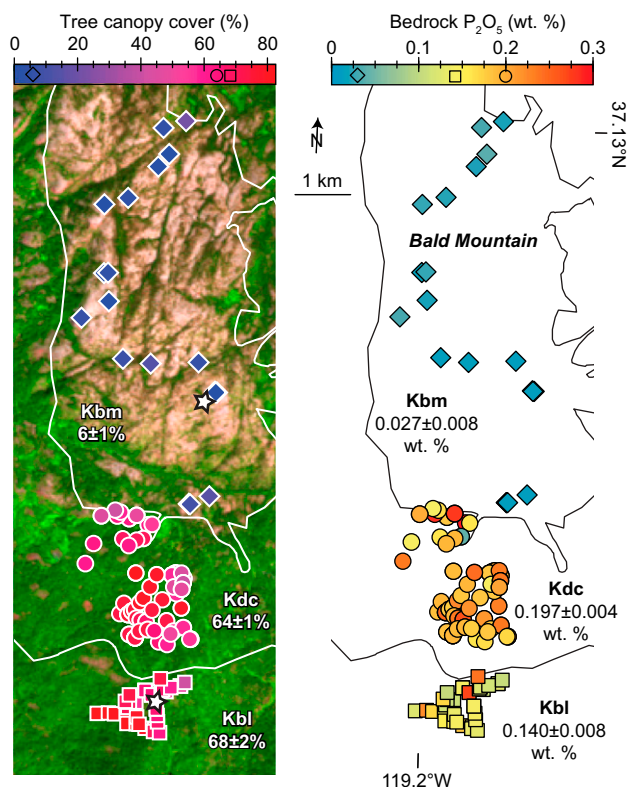 Tree canopy cover (%)
0 20 40 60 80
Bedrock P₂O₅ (wt. %)
0 0.1 0.2 0.3
N
1 km
37.13°N
Bald Mountain
Kbm
6±1%
Kbm
0.027±0.008
wt. %
Kdc
64±1%
Kdc
0.197±0.004
wt. %
Kbl
68±2%
Kbl
0.140±0.008
wt. %
119.2°W